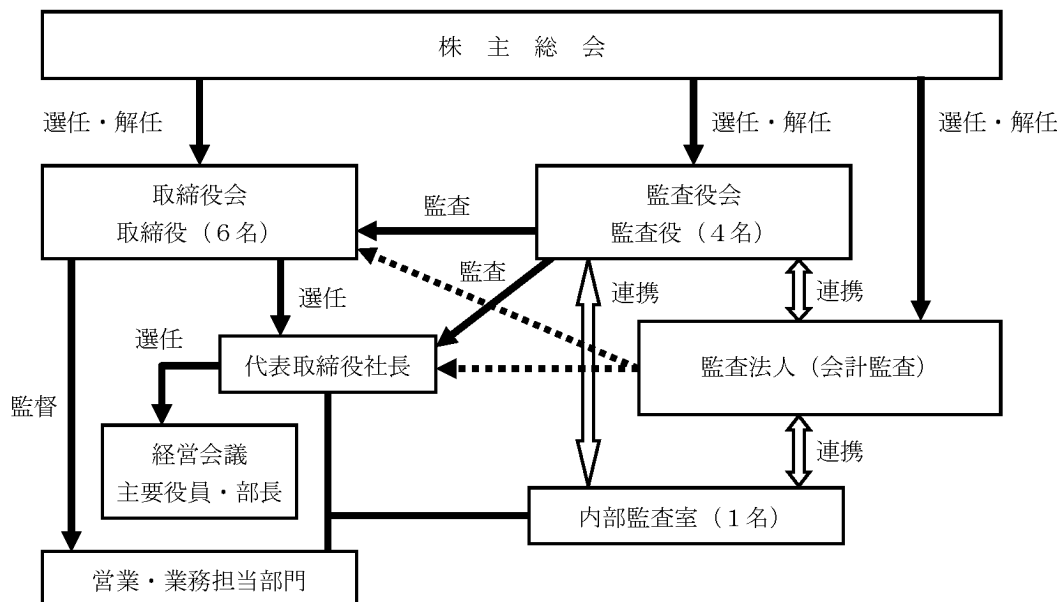 株 主 総 会
選任・解任
選任・解任
選任・解任
取締役会
取締役（６名）
監査
監査役会
監査役（４名）
監査
選任
連携
連携
選任
代表取締役社長
監査法人（会計監査）
監督
経営会議
主要役員・部長
連携
内部監査室（１名）
営業・業務担当部門